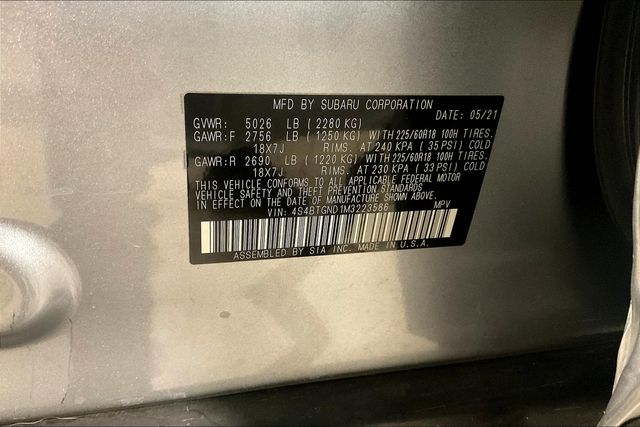 MFD BY SUBARU CORPORATION
DATE: 05/21
GVWR: 5026 LB (2280 KG)
GAWR:F 2756 LB (1250 KG) WITH 225/60R18 100H TIRES.
18X7J RIMS. AT 240 KPA (35 PSI) COLD
GAWR:R 2690 LB (1220 KG) WITH 225/60R18 100H TIRES.
18X7J RIMS. AT 230 KPA (33 PSI) COLD
THIS VEHICLE CONFORMS TO ALL APPLICABLE FEDERAL MOTOR
VEHICLE SAFETY AND THEFT PREVENTION STANDARDS
IN EFFECT ON THE DATE OF MANUFACTURE SHOWN ABOVE.
VIN: 4S4BTGND1M3223586 MPV
ASSEMBLED BY SIA INC. MADE IN U.S.A.